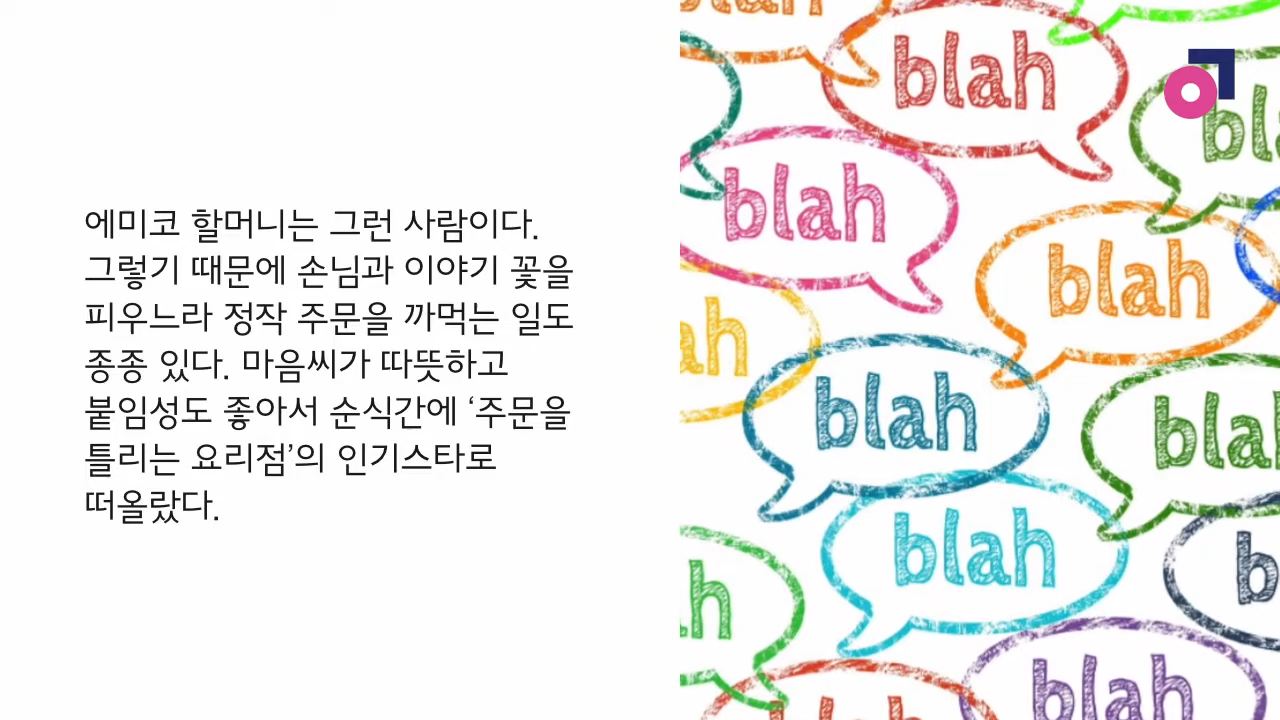 에미코 할머니는 그런 사람이다.
그렇기 때문에 손님과 이야기 꽃을
피우느라 정작 주문을 까먹는 일도
종종 있다. 마음씨가 따뜻하고
붙임성도 좋아서 순식간에 ‘주문을
틀리는 요리점’의 인기스타로
떠올랐다.
blah
blah
blah
blah
blah
blah
blah
blah